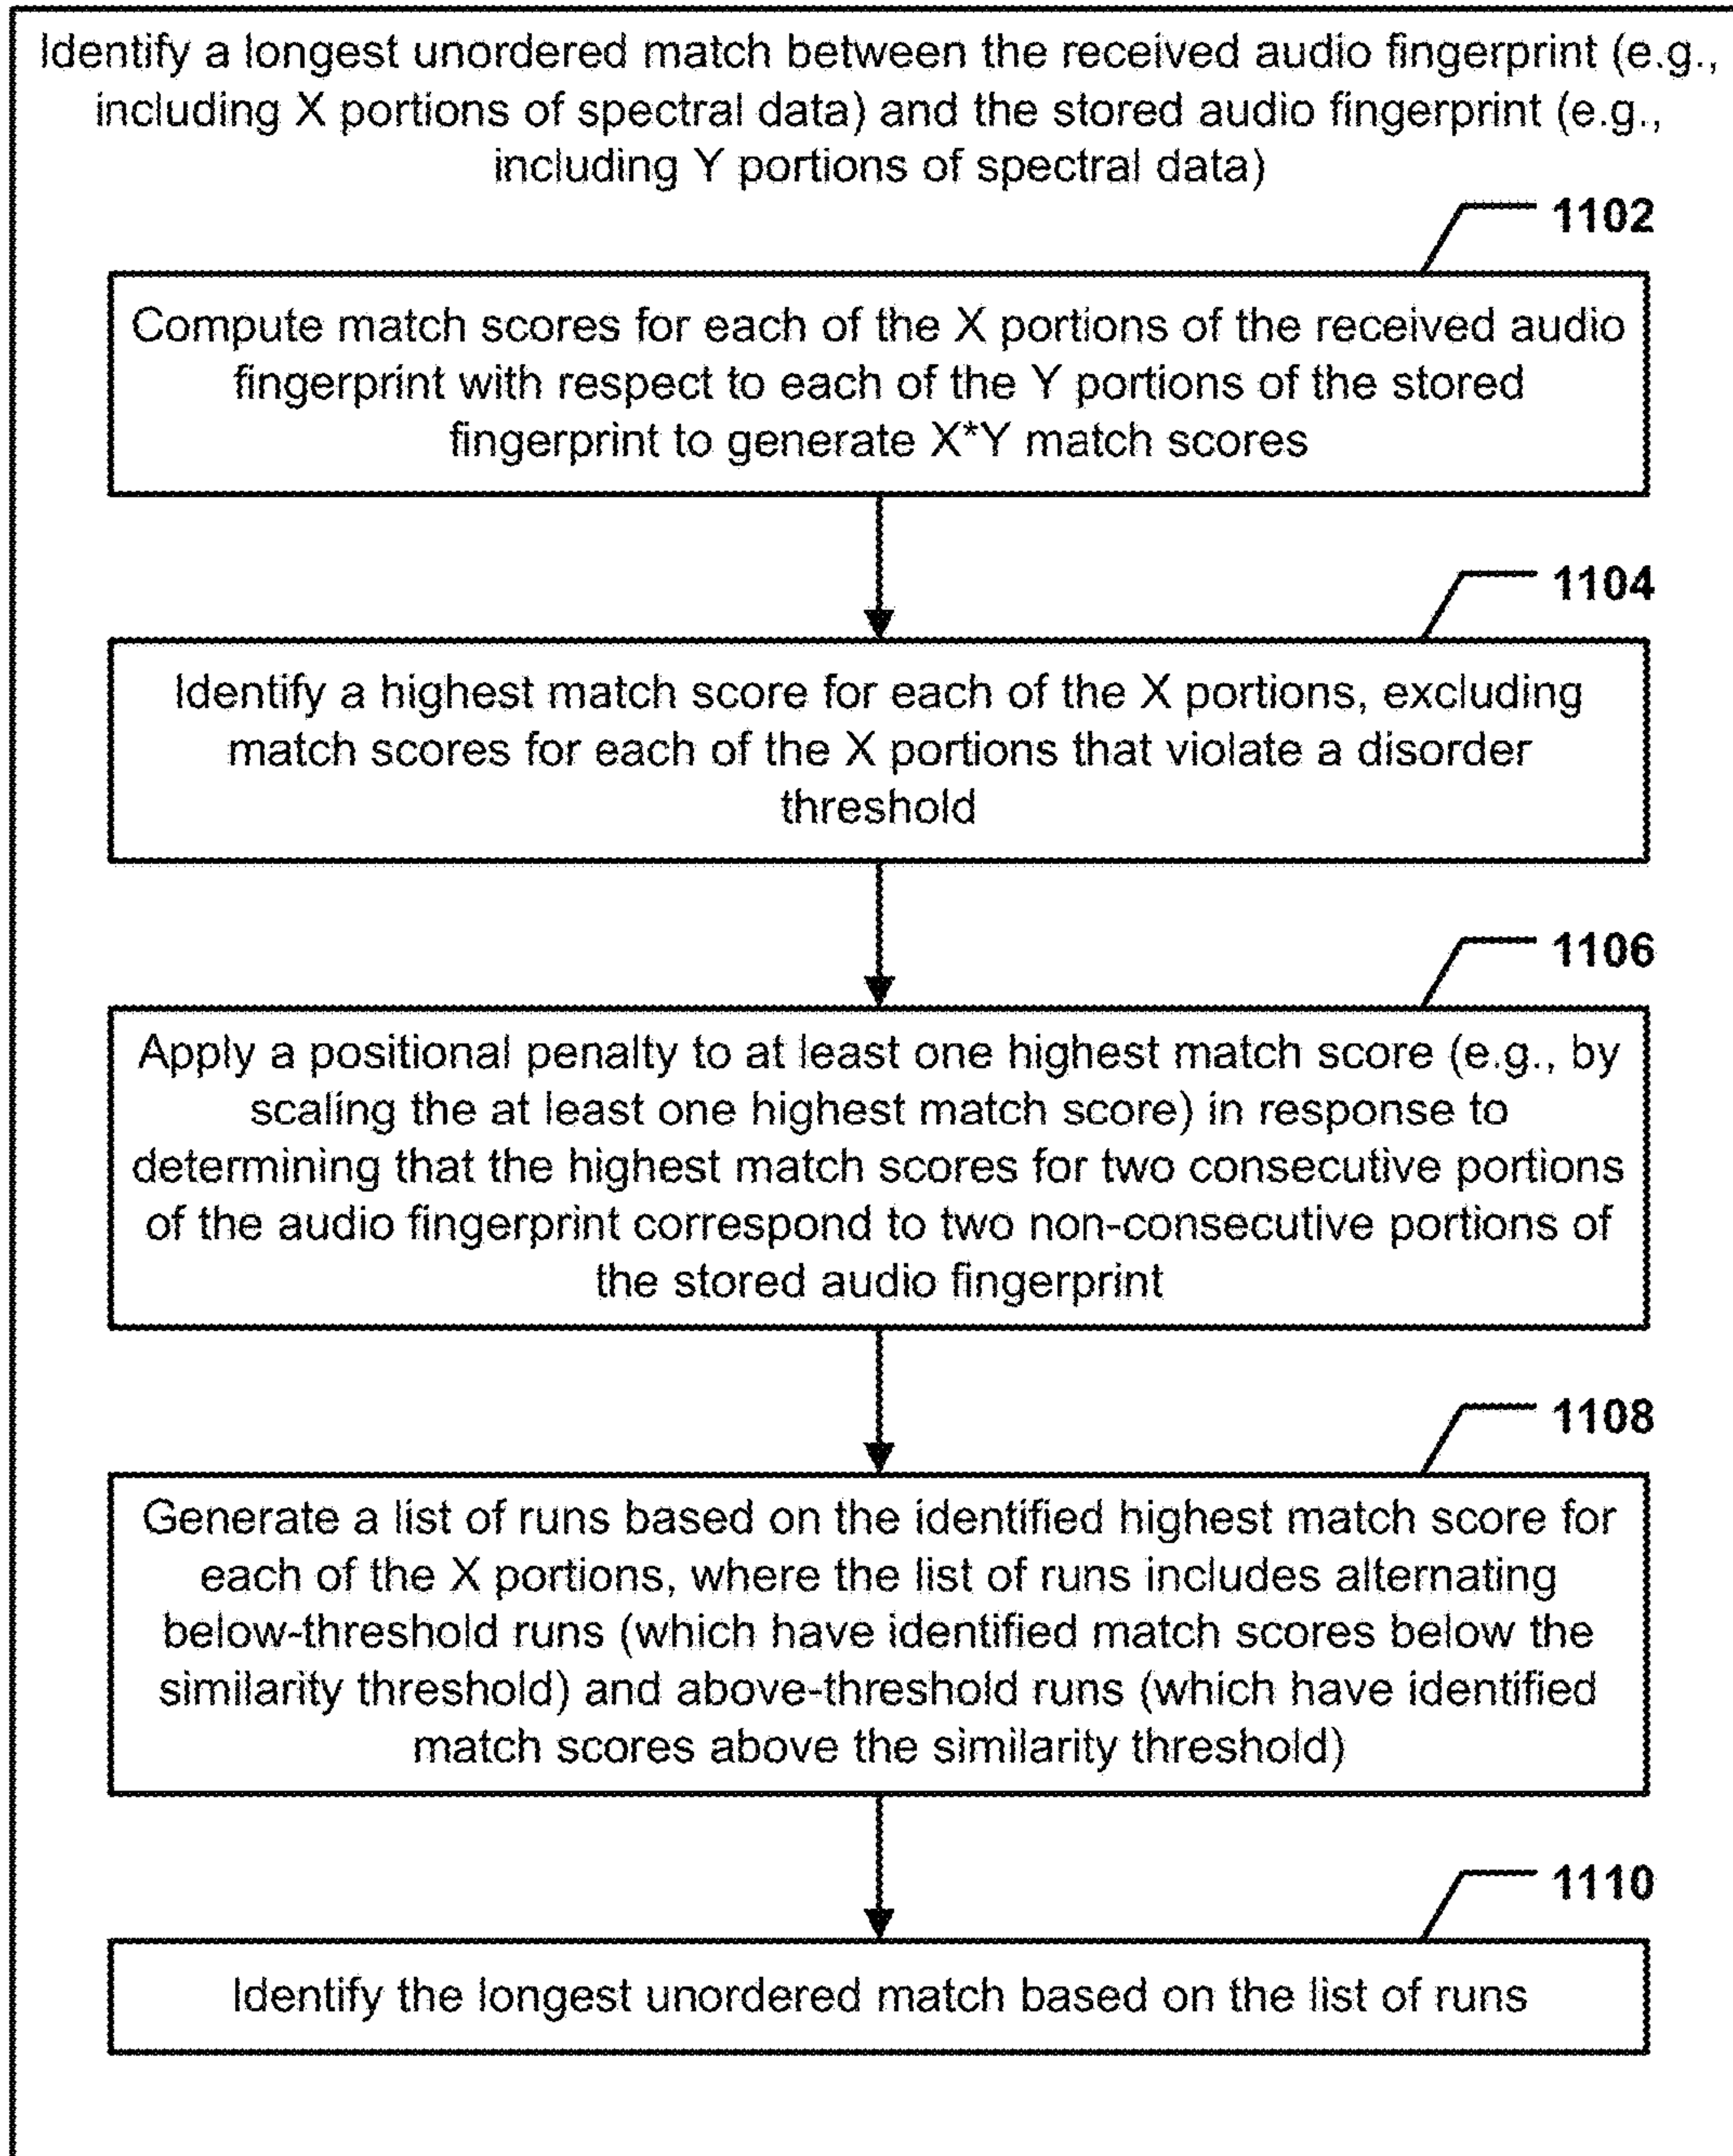 Identify a longest unordered match between the received audio fingerprint (e.g.,
including X portions of spectral data) and the stored audio fingerprint (e.g.,
including Y portions of spectral data)
1102
Compute match scores for each of the X portions of the received audio
fingerprint with respect to each of the Y portions of the stored
fingerprint to generate X*Y match scores
1104
Identify a highest match score for each of the X portions, excluding
match scores for each of the X portions that violate a disorder
threshold
1106
Apply a positional penalty to at least one highest match score (e.g., by
scaling the at least one highest match score) in response to
determining that the highest match scores for two consecutive portions
of the audio fingerprint correspond to two non-consecutive portions of
the stored audio fingerprint
1108
Generate a list of runs based on the identified highest match score for
each of the X portions, where the list of runs includes alternating
below-threshold runs (which have identified match scores below the
similarity threshold) and above-threshold runs (which have identified
match scores above the similarity threshold)
1110
Identify the longest unordered match based on the list of runs